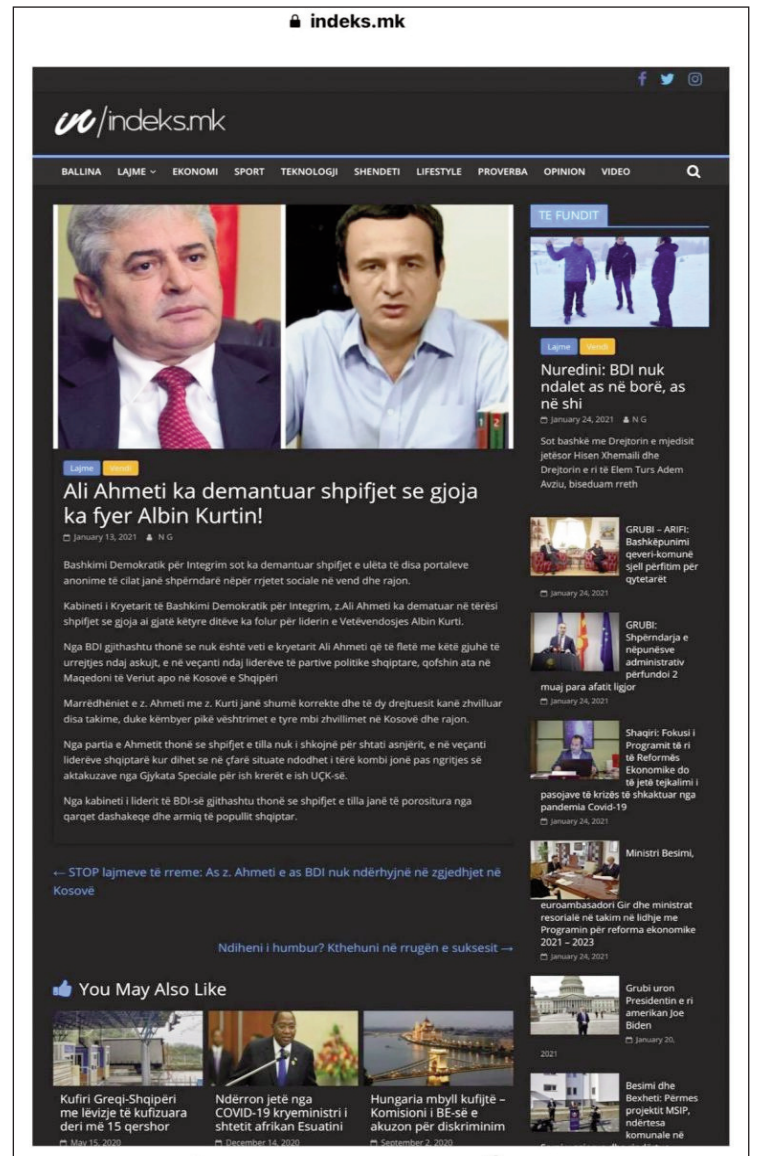 indeks.mk
in/indeks.mk
BALLINA LAJME EKONOMI SPORT TEKNOLOGJI SHENDETI LIFESTYLE PROVERBA OPINION VIDEO
1 2
Lajme Vendi
Ali Ahmeti ka demantuar shpifjet se gjoja
ka fyer Albin Kurtin!
January 13, 2021 N G
Bashkimi Demokratik për Integrim sot ka demantuar shpifjet e ulëta të disa portaleve
anonime të cilat janë shpërndarë nëpër rrjetet sociale në vend dhe rajon.
Kabineti i Kryetarit të Bashkimi Demokratik për Integrim, z.Ali Ahmeti ka dematuar në tërësi
shpifjet se gjoja ai gjatë këtyre ditëve ka folur për liderin e Vetëvendosjes Albin Kurti.
Nga BDI gjithashtu thonë se nuk është veti e kryetarit Ali Ahmeti që të fletë me këtë gjuhë të
urrejtjes ndaj askujt, e në veçanti ndaj liderëve të partive politike shqiptare, qofshin ata në
Maqedoni të Veriut apo në Kosovë e Shqipëri
Marrëdhëniet e z. Ahmeti me z. Kurti janë shumë korrekte dhe të dy drejtuesit kanë zhvilluar
disa takime, duke këmbyer pikë vështrimet e tyre mbi zhvillimet në Kosovë dhe rajon.
Nga partia e Ahmetit thonë se shpifjet e tilla nuk i shkojnë për shtati asnjërit, e në veçanti
liderëve shqiptarë kur dihet se në çfarë situate ndodhet i tërë kombi jonë pas ngritjes së
aktakuzave nga Gjykata Speciale për ish krerët e ish UÇK-së.
Nga kabineti i liderit të BDI-së gjithashtu thonë se shpifjet e tilla janë të porositura nga
qarqet dashakeqe dhe armiq të popullit shqiptar.
← STOP lajmeve të rreme: As z. Ahmeti e as BDI nuk ndërhyjnë në zgjedhjet në
Kosovë
Ndiheni i humbur? Kthehuni në rrugën e suksesit →
You May Also Like
Kufiri Greqi-Shqipëri
me lëvizje të kufizuara
deri më 15 qershor
May 15, 2020
Ndërron jetë nga
COVID-19 kryeministri i
shtetit afrikan Esuatini
December 14, 2020
Hungaria mbyll kufijtë –
Komisioni i BE-së e
akuzon për diskriminim
September 2, 2020
TE FUNDIT
Lajme Vendi
Nuredini: BDI nuk
ndalet as në borë, as
në shi
January 24, 2021 N G
Sot bashkë me Drejtorin e mjedisit
jetësor Hisen Xhemaili dhe
Drejtorin e ri të Elem Turs Adem
Avziu, biseduam rreth
GRUBI – ARIFI:
Bashkëpunimi
qeveri-komunë
sjell përfitim për
qytetarët
January 24, 2021
GRUBI:
Shpërndarja e
nëpunësve
administrativ
përfundoi 2
muaj para afatit ligjor
January 24, 2021
Shaqiri: Fokusi i
Programit të ri
të Reformës
Ekonomike do
të jetë tejkalimi i
pasojave të krizës të shkaktuar nga
pandemia Covid-19
January 24, 2021
Ministri Besimi,
euroambasadori Gir dhe ministrat
resorialë në takim në lidhje me
Programin për reforma ekonomike
2021 – 2023
January 24, 2021
Grubi uron
Presidentin e ri
amerikan Joe
Biden
January 20,
2021
Besimi dhe
Bexheti: Përmes
projektit MSIP,
ndërtesa
komunale në